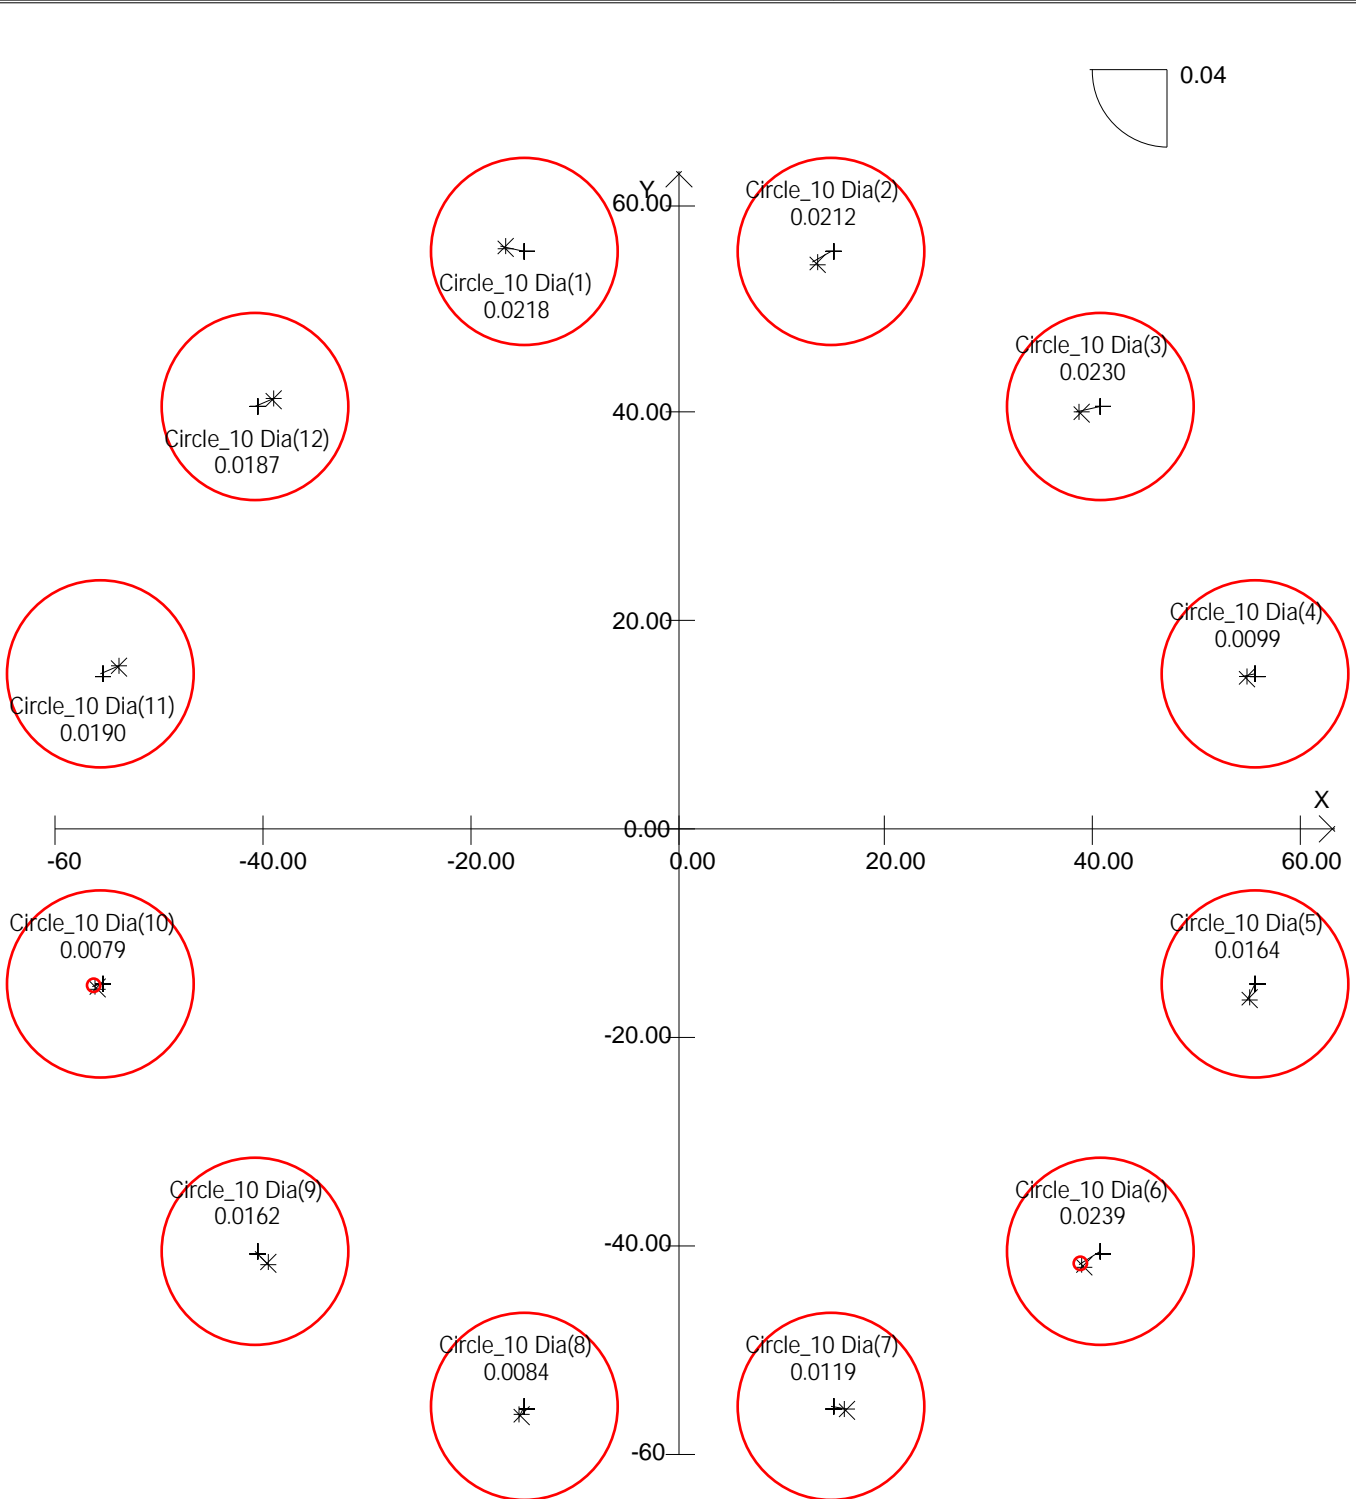 0.04
Y
60.00
Circle_10 Dia(2)
0.0212
Circle_10 Dia(1)
0.0218
Circle_10 Dia(3)
0.0230
40.00
Circle_10 Dia(12)
0.0187
20.00
Circle_10 Dia(4)
0.0099
Circle_10 Dia(11)
0.0190
X
0.00
-60
-40.00
-20.00
0.00
20.00
40.00
60.00
Circle_10 Dia(10)
0.0079
Circle_10 Dia(5)
0.0164
-20.00
Circle_10 Dia(9)
0.0162
Circle_10 Dia(6)
0.0239
-40.00
Circle_10 Dia(8)
0.0084
Circle_10 Dia(7)
0.0119
-60